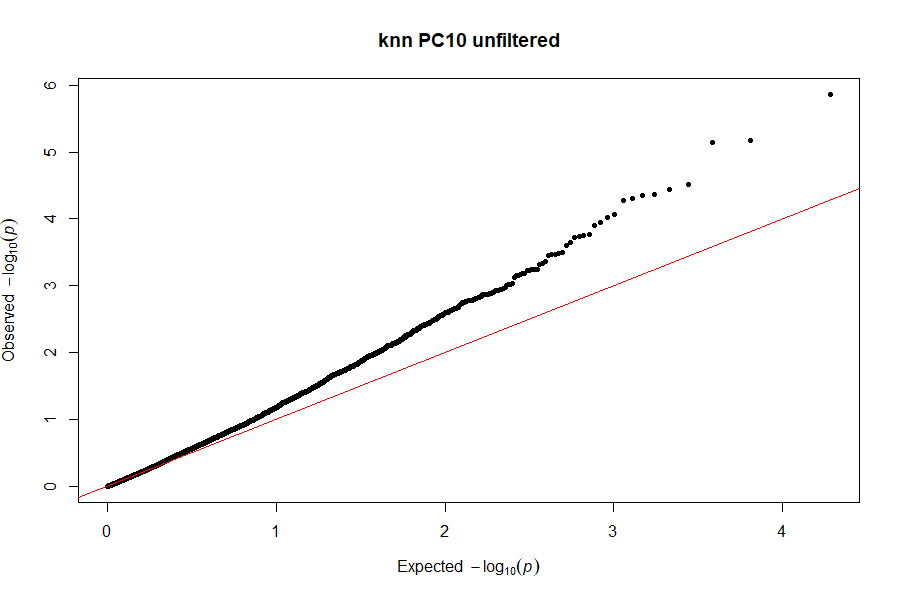 knn PC10 unfiltered
Observed −log10(p)
6
5
4
3
2
1
0
0 1 2 3 4
Expected −log10(p)